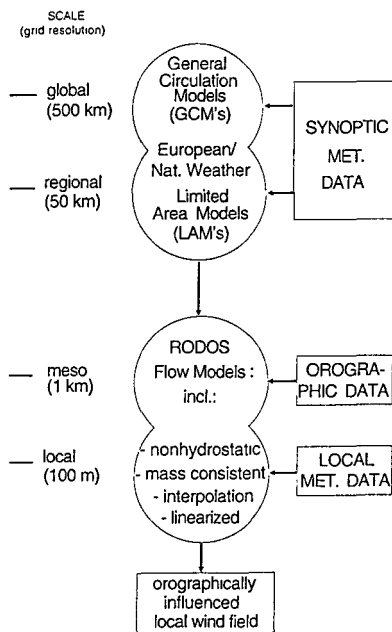 SCALE
(grid resolution)
global
(500 km)
General
Circulation
Models
(GCM's)
SYNOPTIC
MET.
DATA
European/
Nat. Weather
regional
(50 km)
Limited
Area Models
(LAM's)
RODOS
Flow Models :
incl.:
meso
(1 km)
OROGRA-
PHIC DATA
local
(100 m)
- nonhydrostatic
- mass consistent
- interpolation
- linearized
LOCAL
MET. DATA
orographically
influenced
local wind field